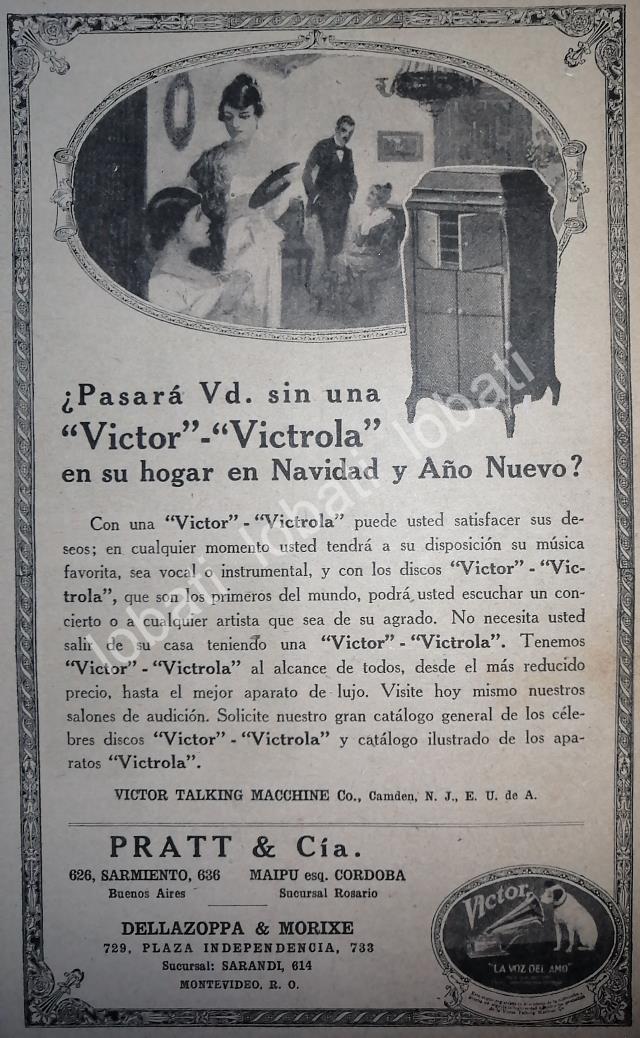 ¿Pasará Vd. sin una
“Victor”-“Victrola”
en su hogar en Navidad y Año Nuevo?
Con una “Victor” - “Victrola” puede usted satisfacer sus de-
seos; en cualquier momento usted tendrá a su disposición su música
favorita, sea vocal o instrumental, y con los discos “Victor” - “Vic-
trola”, que son los primeros del mundo, podrá usted escuchar un con-
cierto o a cualquier artista que sea de su agrado. No necesita usted
salir de su casa teniendo una “Victor” - “Victrola”. Tenemos
“Victor” - “Victrola” al alcance de todos, desde el más reducido
precio, hasta el mejor aparato de lujo. Visite hoy mismo nuestros
salones de audición. Solicite nuestro gran catálogo general de los céle-
bres discos “Victor” - “Victrola” y catálogo ilustrado de los apa-
ratos “Victrola”.
VICTOR TALKING MACCHINE Co., Camden, N. J., E. U. de A.
PRATT & Cía.
626, SARMIENTO, 636 MAIPU esq. CORDOBA
Buenos Aires Sucursal Rosario
DELLAZOPPA & MORIXE
729, PLAZA INDEPENDENCIA, 733
Sucursal: SARANDI, 614
MONTEVIDEO, R. O.
Victor
"LA VOZ DEL AMO"
lobati lobati lobati